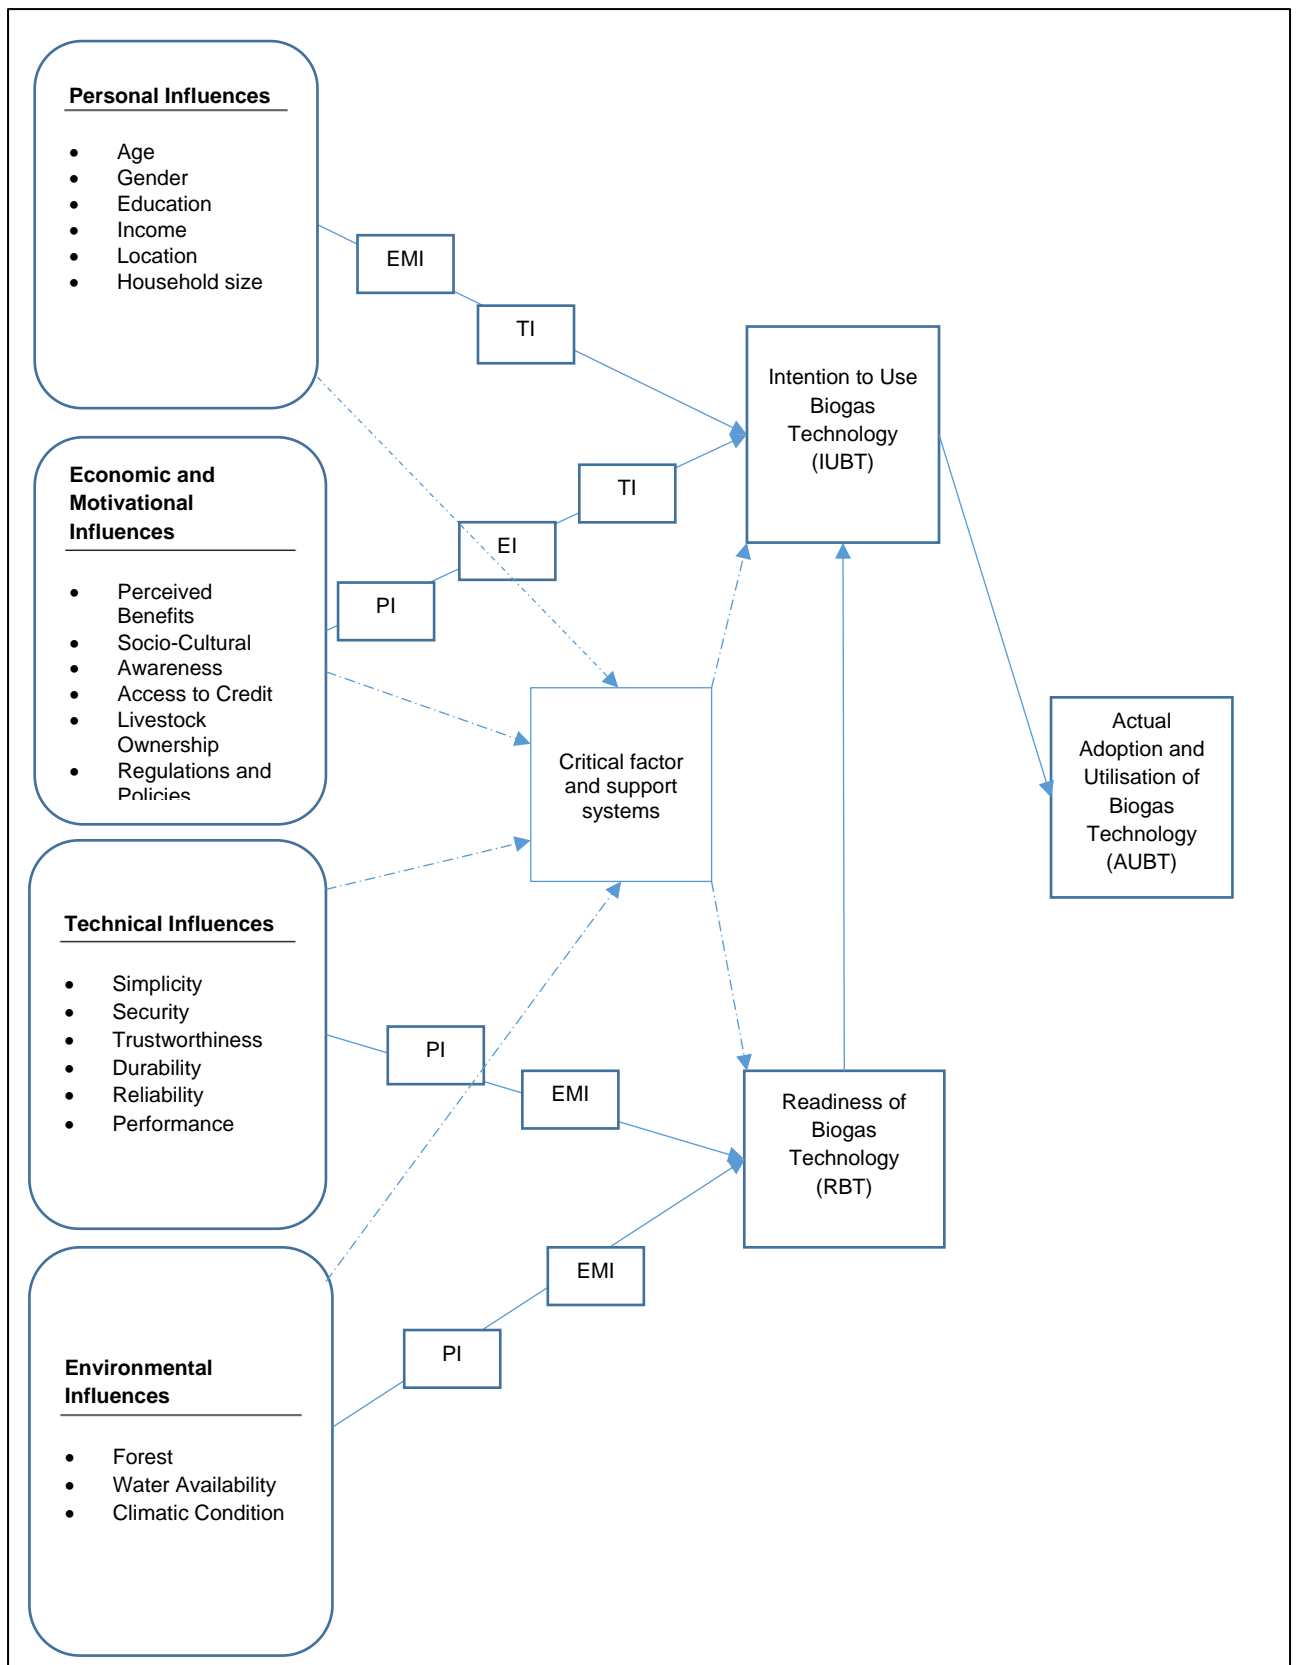 Personal Influences
• Age
• Gender
• Education
• Income
• Location
• Household size
EMI
TI
Intention to Use
Biogas
Technology
(IUBT)
Economic and
Motivational
Influences
• Perceived
Benefits
• Socio-Cultural
• Awareness
• Access to Credit
• Livestock
Ownership
• Regulations and
Policies
PI
EI
TI
Critical factor
and support
systems
Actual
Adoption and
Utilisation of
Biogas
Technology
(AUBT)
Technical Influences
• Simplicity
• Security
• Trustworthiness
• Durability
• Reliability
• Performance
PI
EMI
Readiness of
Biogas
Technology
(RBT)
Environmental
Influences
• Forest
• Water Availability
• Climatic Condition
PI
EMI